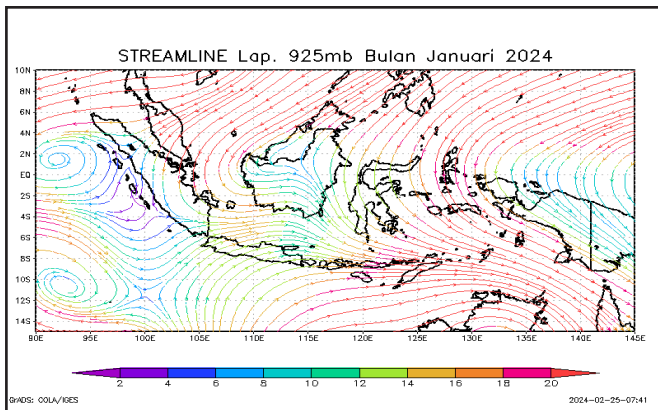 STREAMLINE Lap. 925mb Bulan Januari 2024
10N
8N
6N
4N
2N
EQ
2S
4S
6S
8S
10S
12S
14S
90E 95E 100E 105E 110E 115E 120E 125E 130E 135E 140E 145E
2 4 6 8 10 12 14 16 18 20
GrADS: COLA/IGES 2024-02-25-07:41